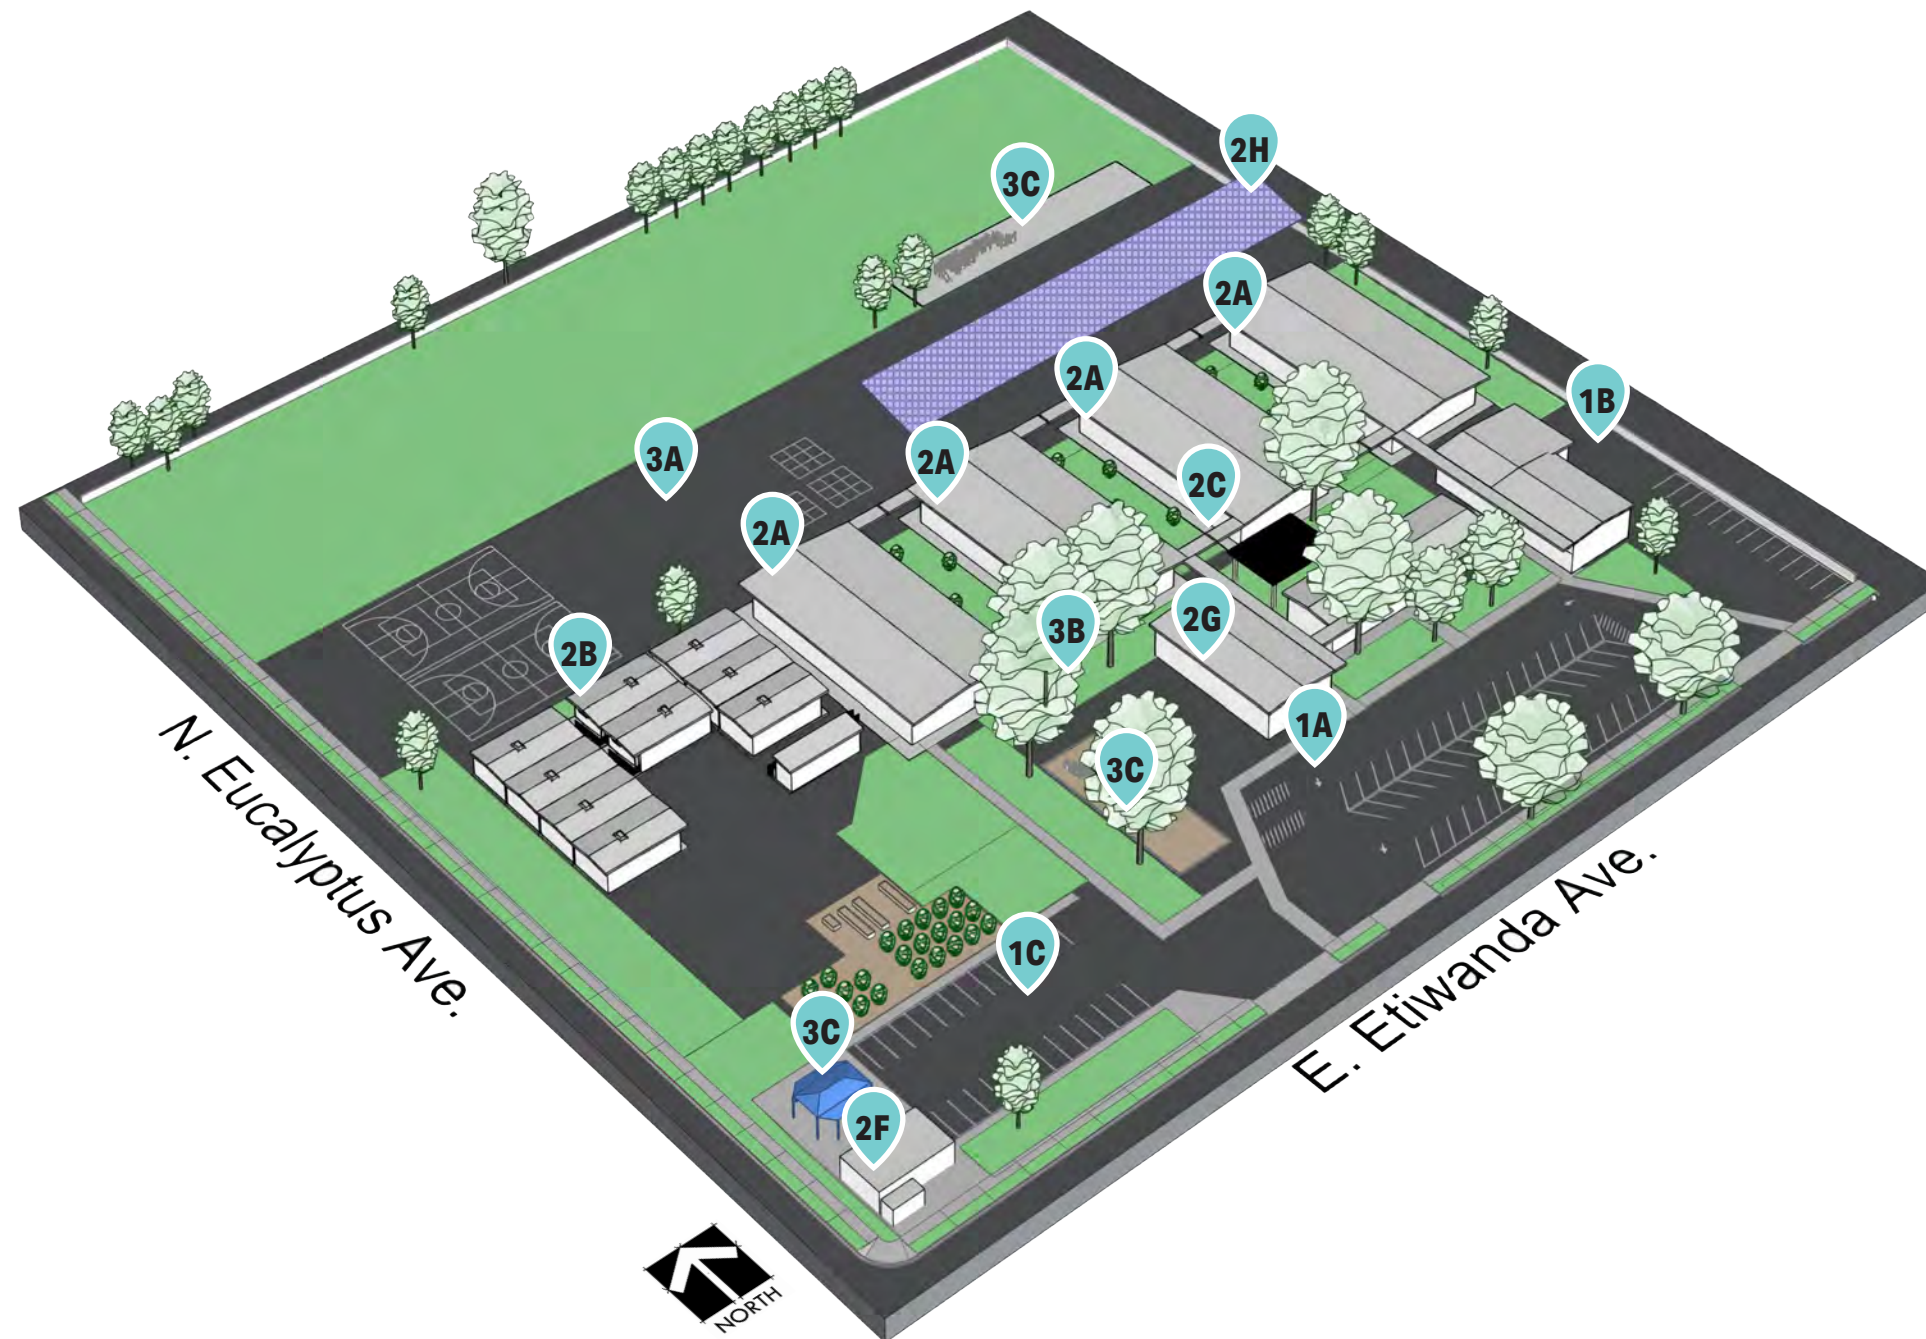 2H
3C
2A
2A
1B
3A
2A
2C
2A
3B
2G
2B
1A
3C
N. Eucalyptus Ave.
1C
E. Etiwanda Ave.
3C
2F
NORTH